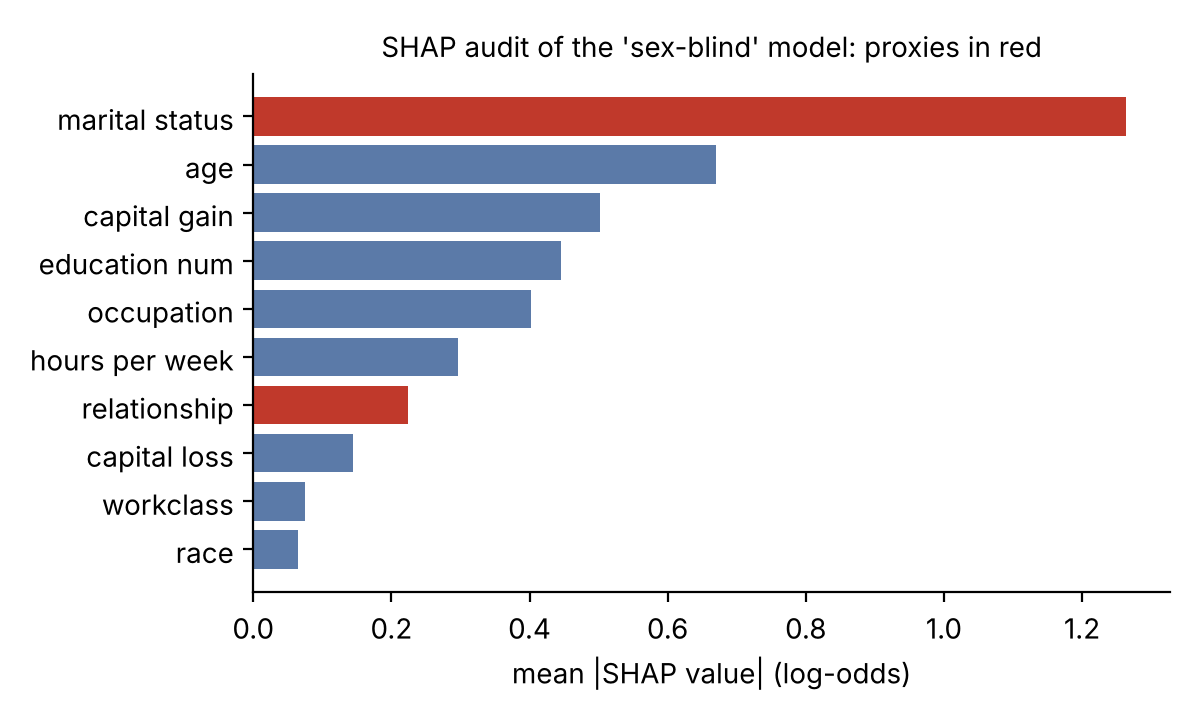 SHAP audit of the 'sex-blind' model: proxies in red
marital status
age
capital gain
education num
occupation
hours per week
relationship
capital loss
workclass
race
0.0 0.2 0.4 0.6 0.8 1.0 1.2
mean |SHAP value| (log-odds)